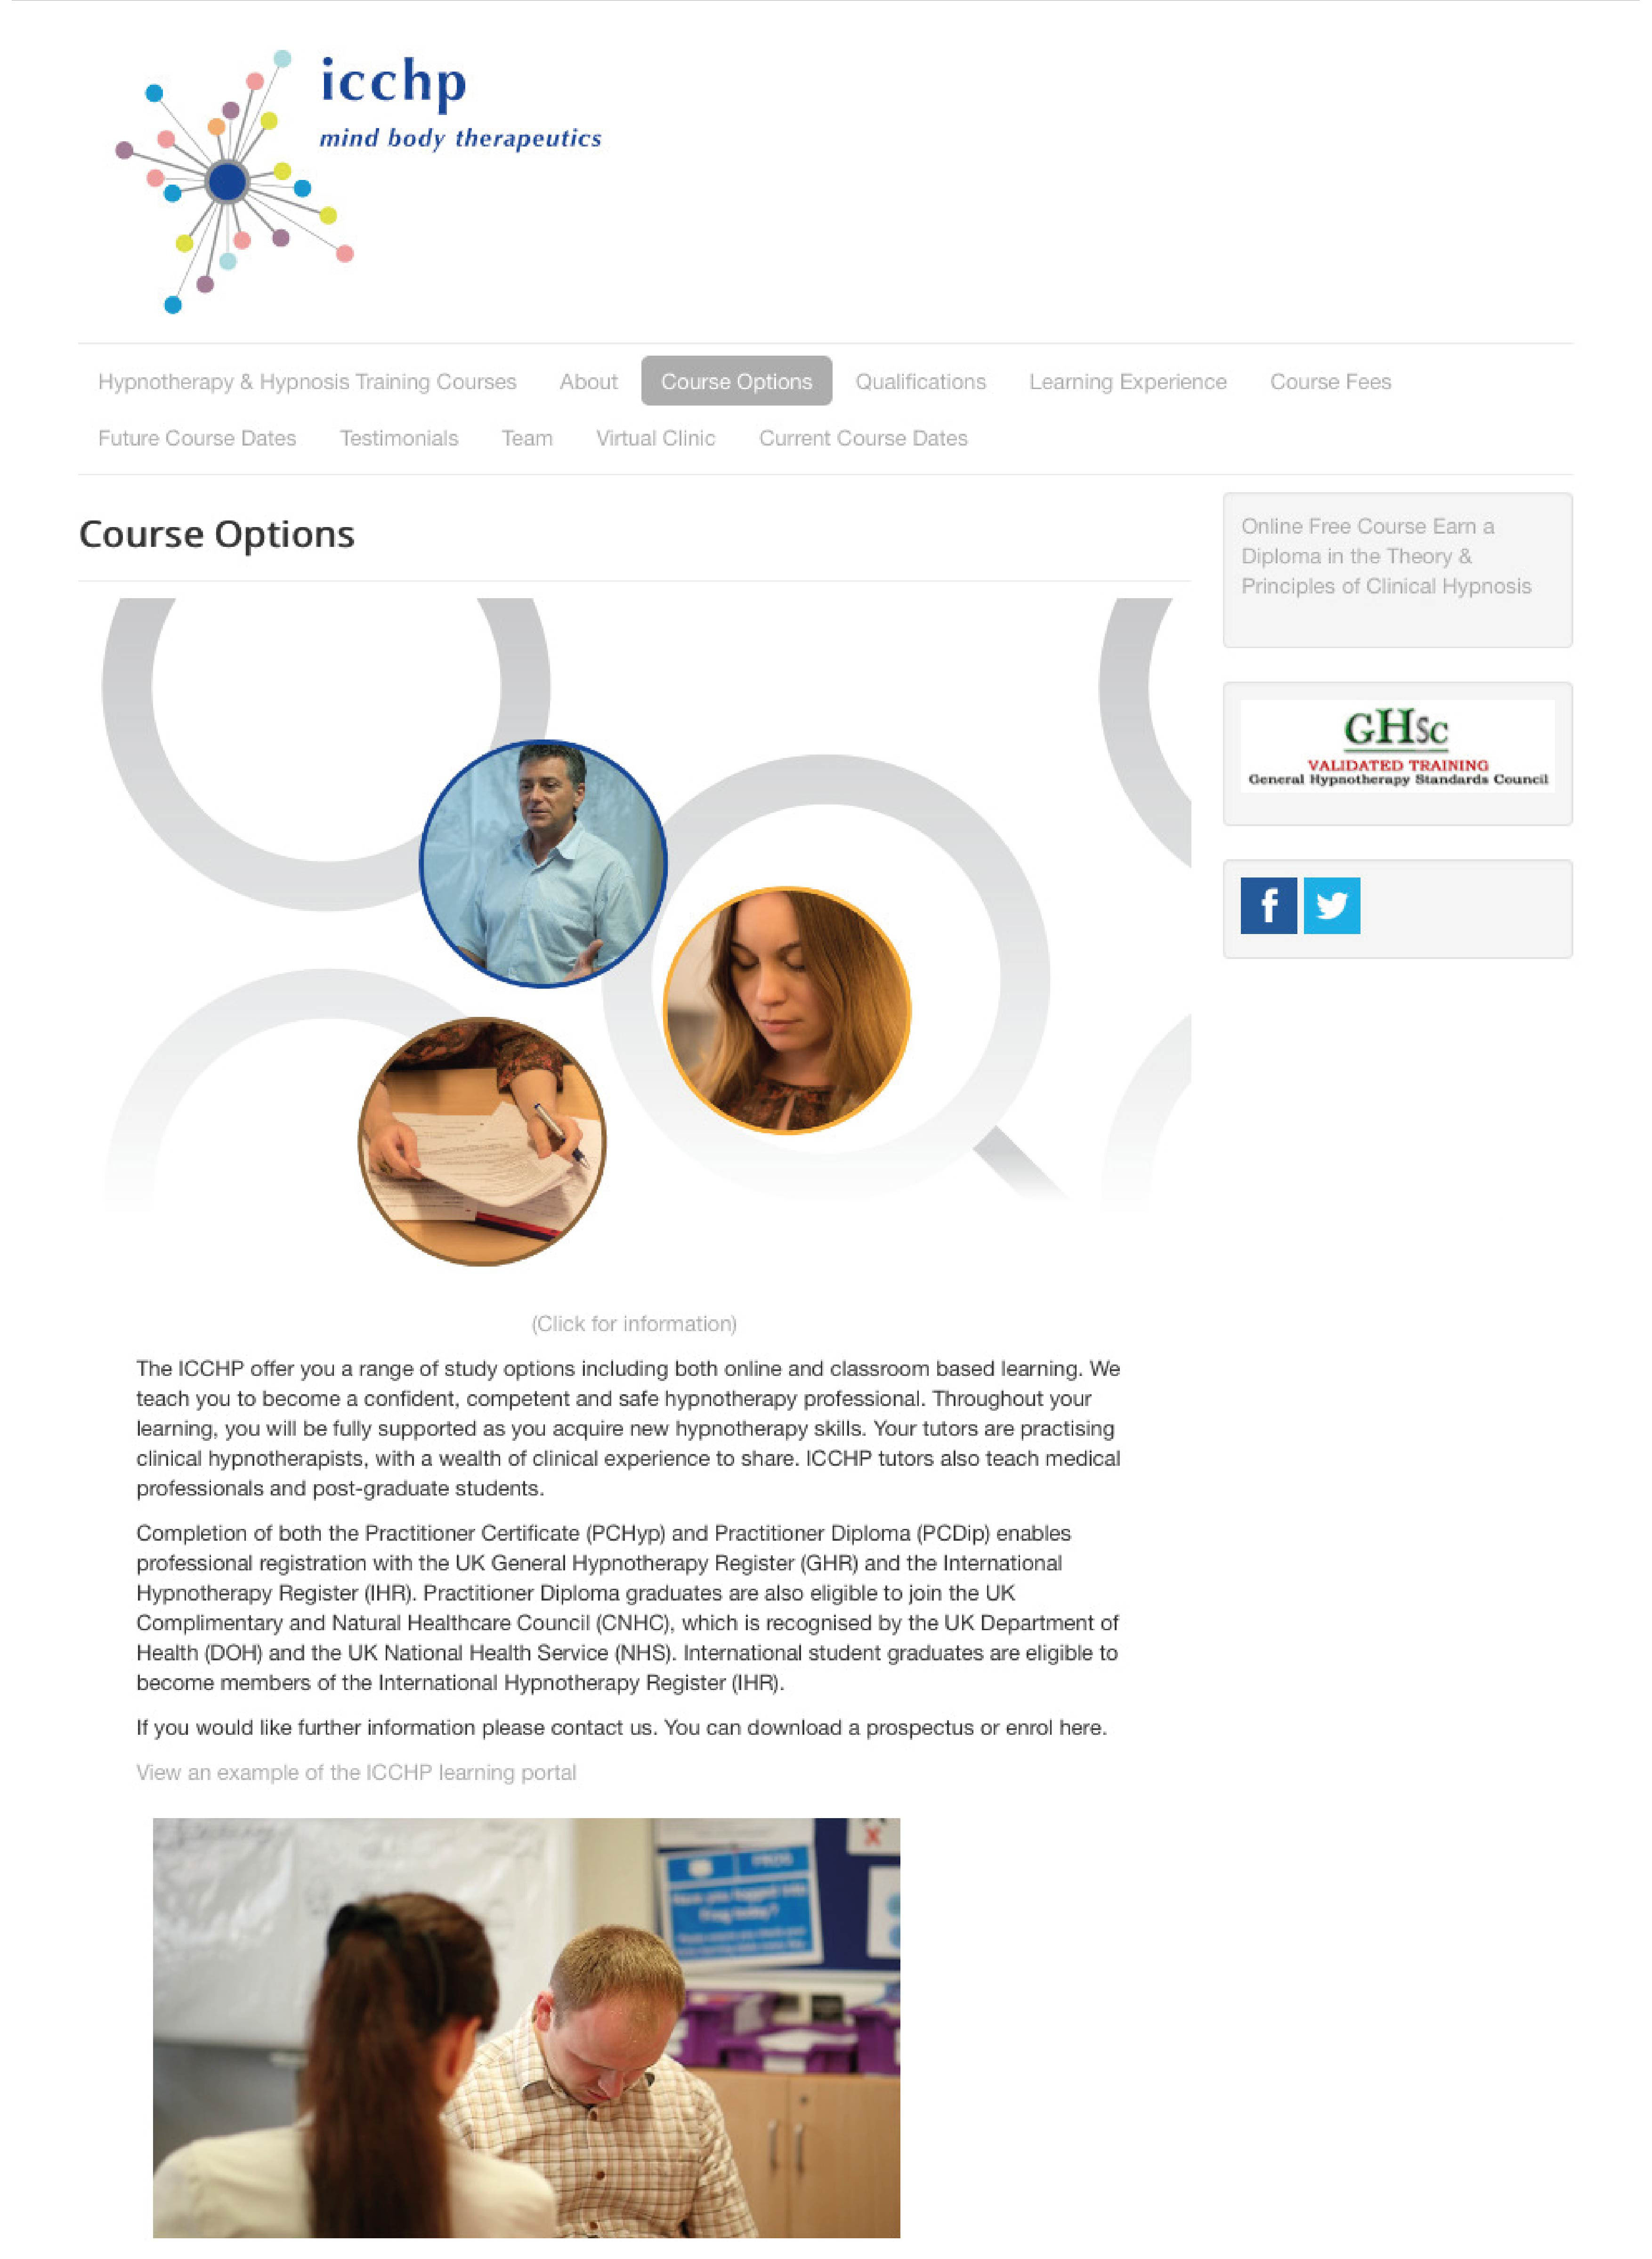 icchp
mind body therapeutics
Hypnotherapy & Hypnosis Training Courses About Course Options Qualifications Learning Experience Course Fees
Future Course Dates Testimonials Team Virtual Clinic Current Course Dates
Course Options
Online Free Course Earn a
Diploma in the Theory &
Principles of Clinical Hypnosis
GHSC
VALIDATED TRAINING
General Hypnotherapy Standards Council
(Click for information)
The ICCHP offer you a range of study options including both online and classroom based learning. We
teach you to become a confident, competent and safe hypnotherapy professional. Throughout your
learning, you will be fully supported as you acquire new hypnotherapy skills. Your tutors are practising
clinical hypnotherapists, with a wealth of clinical experience to share. ICCHP tutors also teach medical
professionals and post-graduate students.
Completion of both the Practitioner Certificate (PCHyp) and Practitioner Diploma (PCDip) enables
professional registration with the UK General Hypnotherapy Register (GHR) and the International
Hypnotherapy Register (IHR). Practitioner Diploma graduates are also eligible to join the UK
Complimentary and Natural Healthcare Council (CNHC), which is recognised by the UK Department of
Health (DOH) and the UK National Health Service (NHS). International student graduates are eligible to
become members of the International Hypnotherapy Register (IHR).
If you would like further information please contact us. You can download a prospectus or enrol here.
View an example of the ICCHP learning portal
FROG
Have you logged into
Frog today?